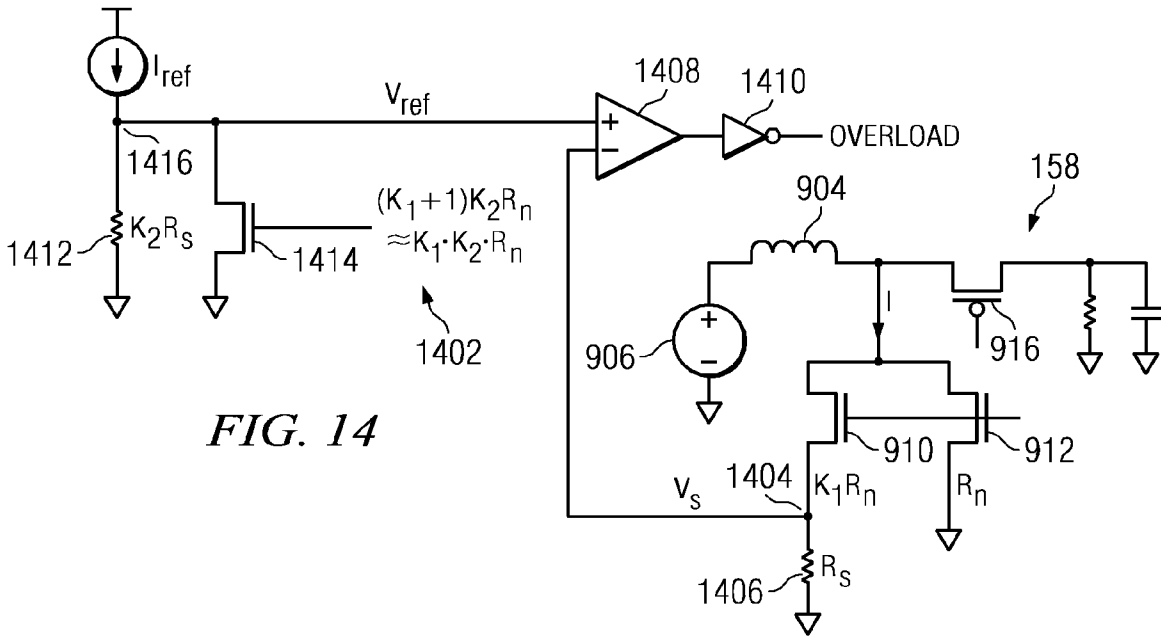 I_ref
V_ref
1408
1410
OVERLOAD
1416
K_2R_S
1412
1414
(K_1+1)K_2R_n
≈K_1·K_2·R_n
1402
904
158
I
906
916
910
912
FIG. 14
1404
V_s
K_1R_n
R_n
1406
R_s